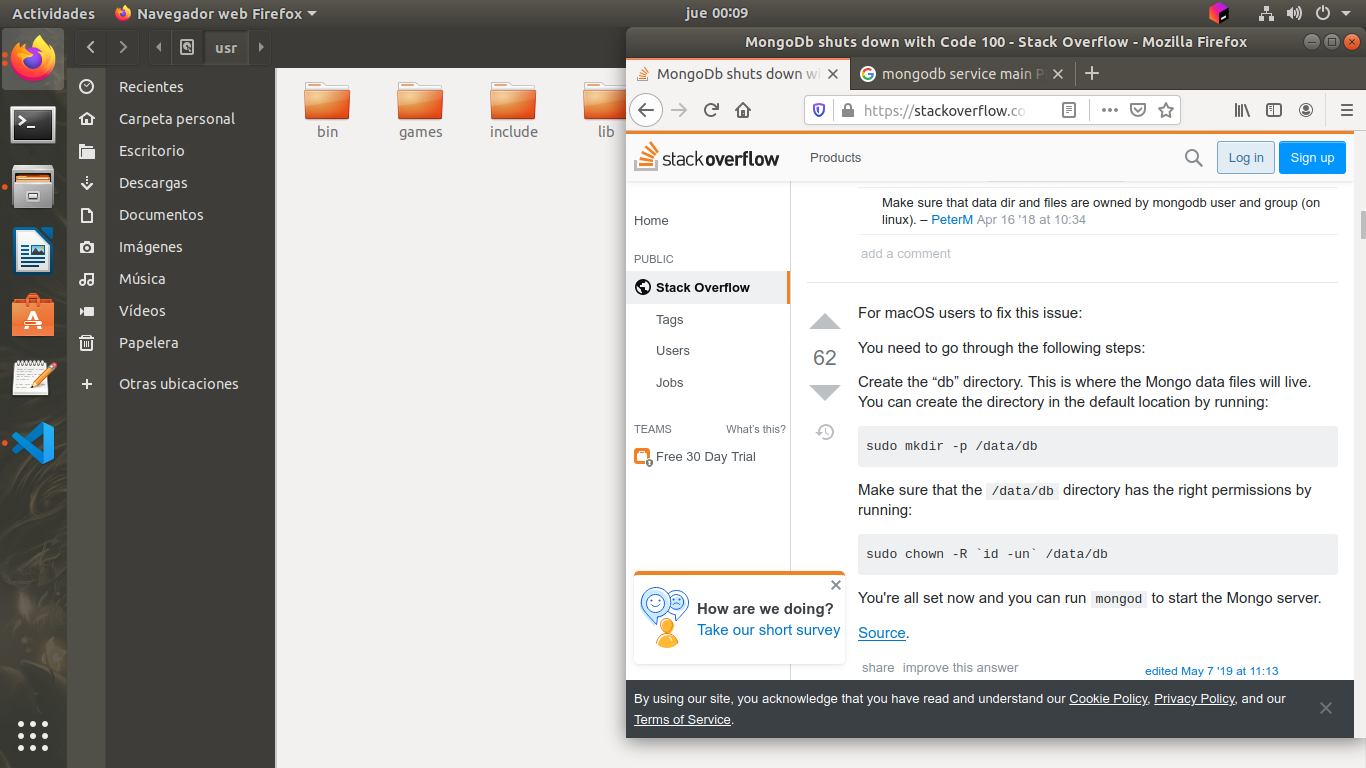 Actividades
Navegador web Firefox
jue 00:09
usr
Recientes
Carpeta personal
Escritorio
Descargas
Documentos
Imágenes
Música
Vídeos
Papelera
Otras ubicaciones
bin
games
include
lib
MongoDb shuts down with Code 100 - Stack Overflow - Mozilla Firefox
MongoDb shuts down wi
mongodb service main P
https://stackoverflow.co
stackoverflow
Products
Log in
Sign up
Home
PUBLIC
Stack Overflow
Tags
Users
Jobs
TEAMS
What's this?
Free 30 Day Trial
Make sure that data dir and files are owned by mongodb user and group (on
linux). – PeterM Apr 16 '18 at 10:34
add a comment
62
For macOS users to fix this issue:
You need to go through the following steps:
Create the “db” directory. This is where the Mongo data files will live.
You can create the directory in the default location by running:
sudo mkdir -p /data/db
Make sure that the /data/db directory has the right permissions by
running:
sudo chown -R `id -un` /data/db
You're all set now and you can run mongod to start the Mongo server.
Source.
share improve this answer
edited May 7 '19 at 11:13
How are we doing?
Take our short survey
By using our site, you acknowledge that you have read and understand our Cookie Policy, Privacy Policy, and our
Terms of Service.